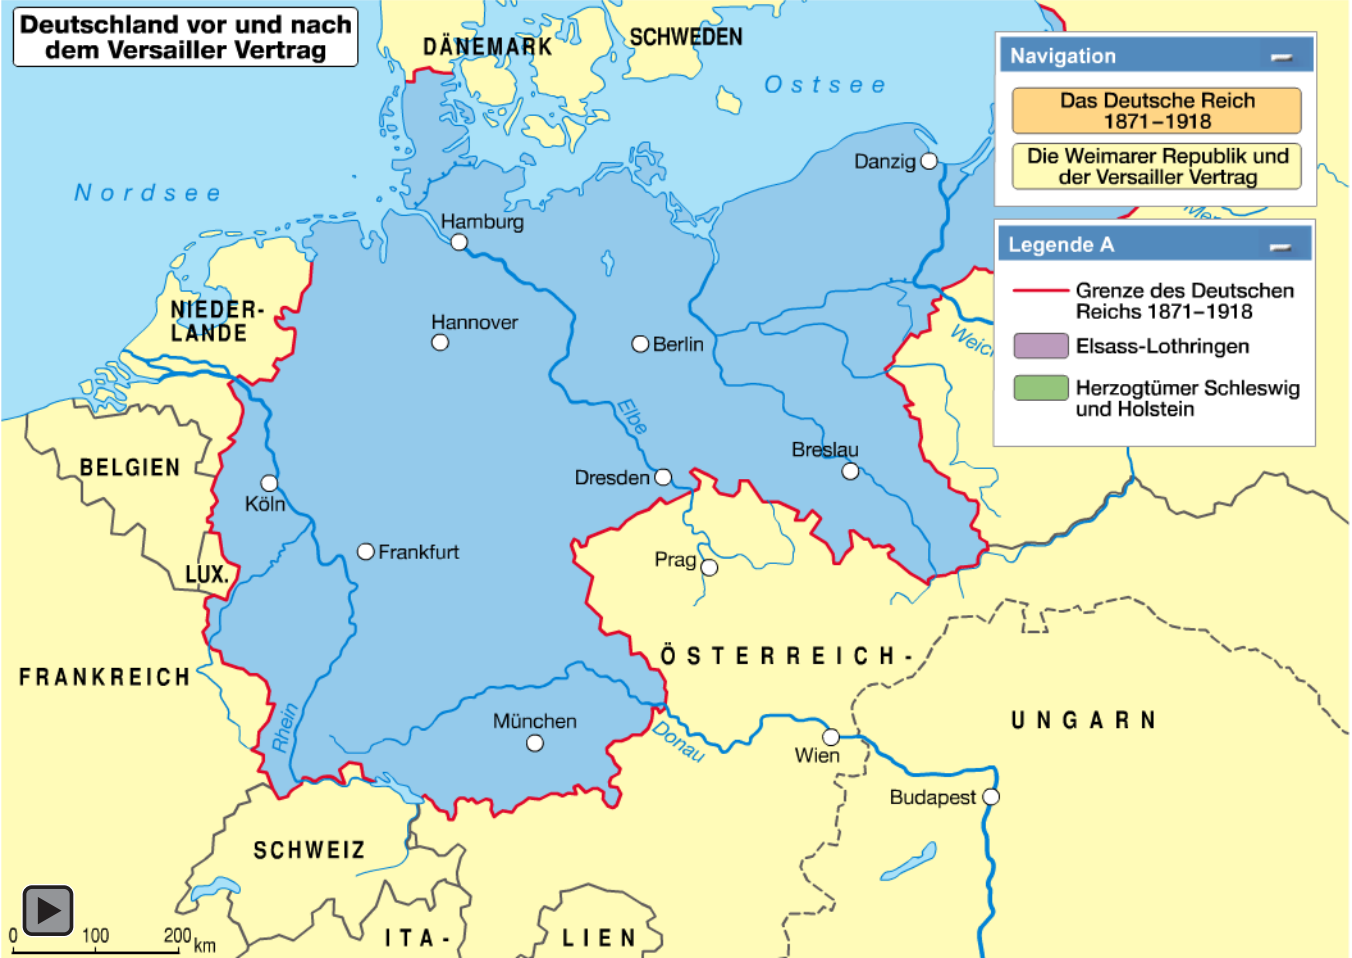 Deutschland vor und nach
dem Versailler Vertrag
DÄNEMARK
SCHWEDEN
Ostsee
Nordsee
Navigation
Das Deutsche Reich
1871–1918
Die Weimarer Republik und
der Versailler Vertrag
Legende A
Grenze des Deutschen
Reichs 1871–1918
Elsass-Lothringen
Herzogtümer Schleswig
und Holstein
Danzig
Hamburg
NIEDER-
LANDE
Hannover
Berlin
Elbe
BELGIEN
Köln
Dresden
Breslau
LUX.
Frankfurt
Prag
FRANKREICH
ÖSTERREICH-
UNGARN
Rhein
München
Donau
Wien
Budapest
SCHWEIZ
ITA-
LIEN
0 100 200 km